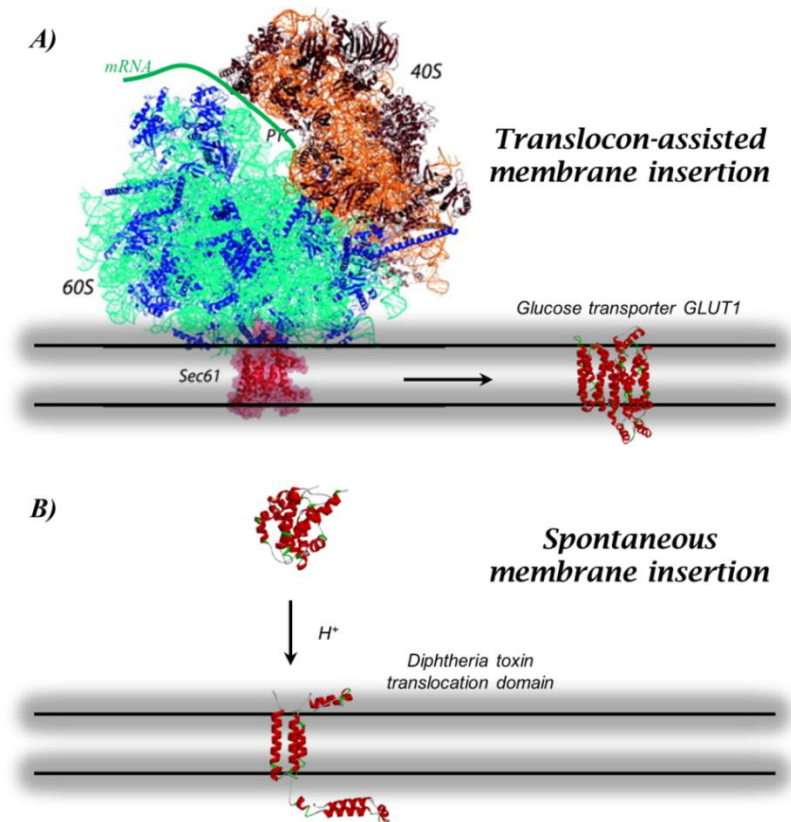 A)
mRNA
40S
PTC
Translocon-assisted
membrane insertion
60S
Glucose transporter GLUT1
Sec61
B)
Spontaneous
membrane insertion
H+
Diphtheria toxin
translocation domain